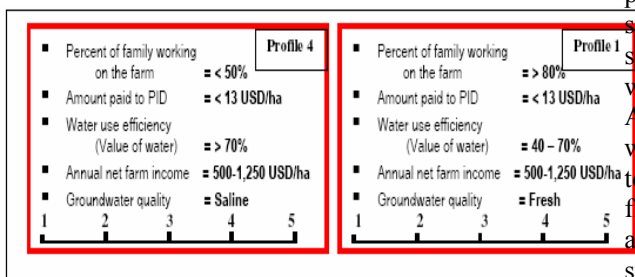 Profile 4
▪ Percent of family working
on the farm = < 50%
▪ Amount paid to PID = < 13 USD/ha
▪ Water use efficiency
(Value of water) = > 70%
▪ Annual net farm income = 500-1,250 USD/ha
▪ Groundwater quality = Saline
1 2 3 4 5
Profile 1
▪ Percent of family working
on the farm = > 80%
▪ Amount paid to PID = < 13 USD/ha
▪ Water use efficiency
(Value of water) = 40 – 70%
▪ Annual net farm income = 500-1,250 USD/ha
▪ Groundwater quality = Fresh
1 2 3 4 5